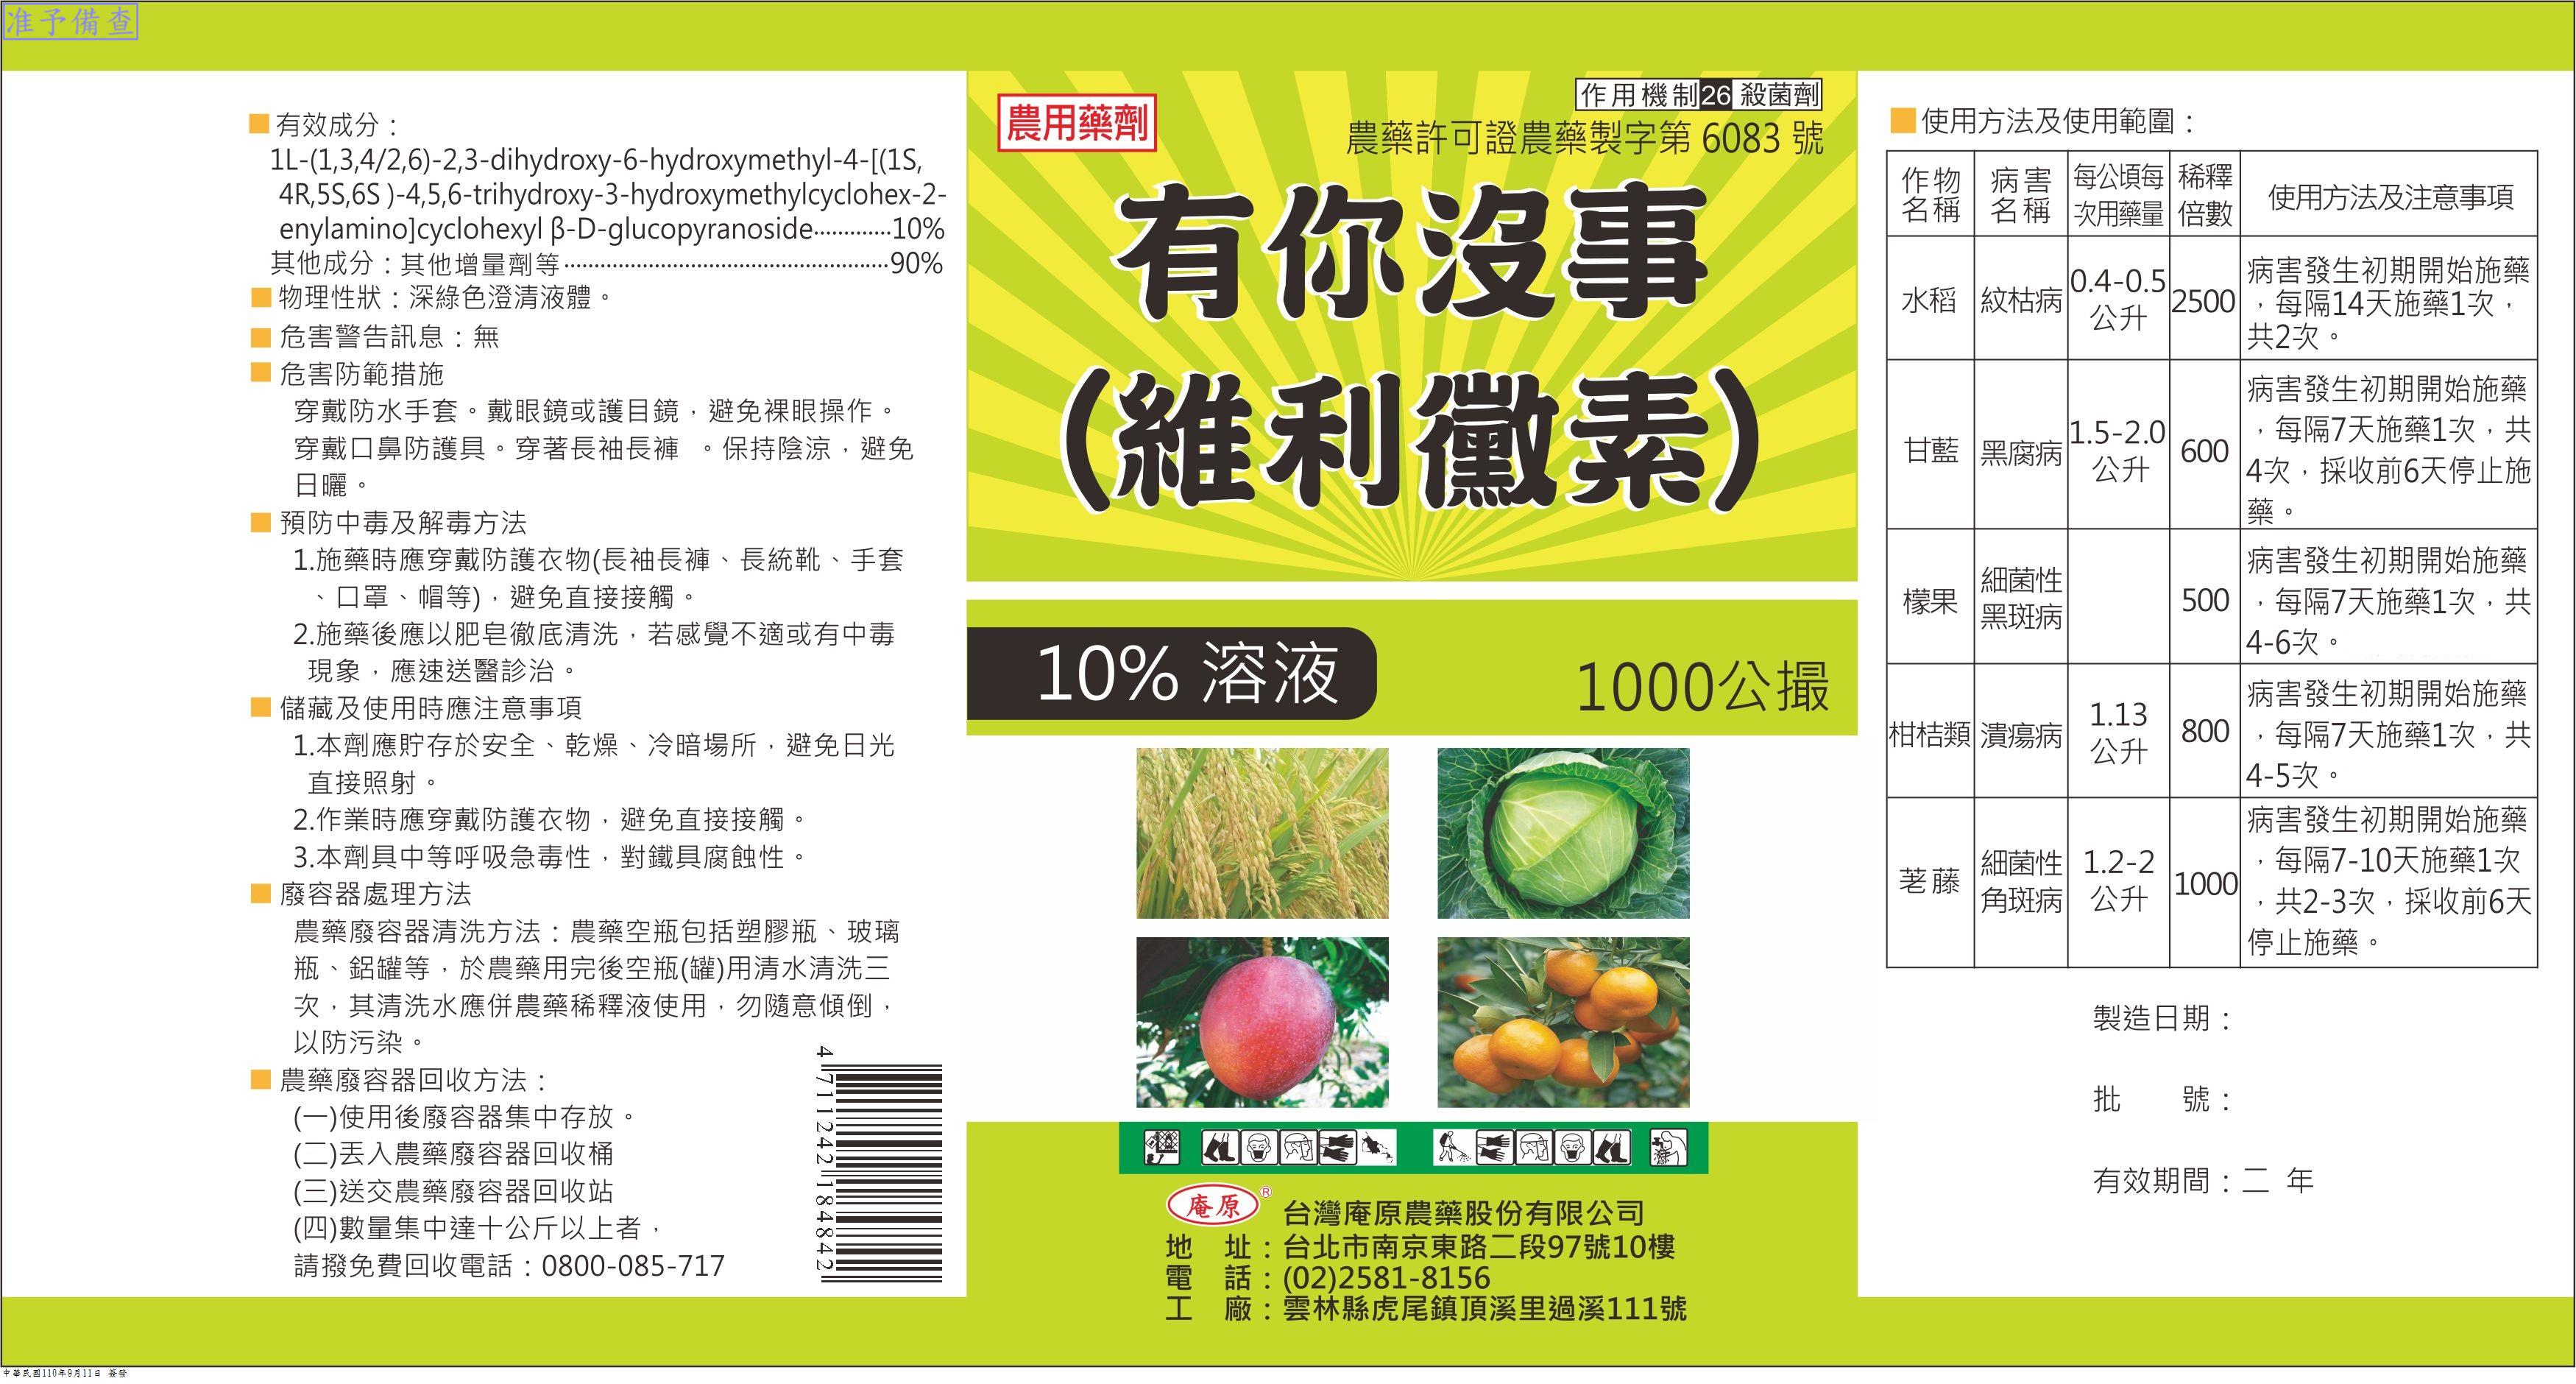 准予備查
有效成分：
1L-(1,3,4/2,6)-2,3-dihydroxy-6-hydroxymethyl-4-[(1S,
4R,5S,6S )-4,5,6-trihydroxy-3-hydroxymethylcyclohex-2-
enylamino]cyclohexyl β-D-glucopyranoside·············10%
其他成分：其他增量劑等······················································90%
物理性狀：深綠色澄清液體。
危害警告訊息：無
危害防範措施
穿戴防水手套。戴眼鏡或護目鏡，避免裸眼操作。
穿戴口鼻防護具。穿著長袖長褲 。保持陰涼，避免
日曬。
預防中毒及解毒方法
1.施藥時應穿戴防護衣物(長袖長褲、長統靴、手套
、口罩、帽等)，避免直接接觸。
2.施藥後應以肥皂徹底清洗，若感覺不適或有中毒
現象，應速送醫診治。
儲藏及使用時應注意事項
1.本劑應貯存於安全、乾燥、冷暗場所，避免日光
直接照射。
2.作業時應穿戴防護衣物，避免直接接觸。
3.本劑具中等呼吸急毒性，對鐵具腐蝕性。
廢容器處理方法
農藥廢容器清洗方法：農藥空瓶包括塑膠瓶、玻璃
瓶、鋁罐等，於農藥用完後空瓶(罐)用清水清洗三
次，其清洗水應併農藥稀釋液使用，勿隨意傾倒，
以防污染。
農藥廢容器回收方法：
(一)使用後廢容器集中存放。
(二)丟入農藥廢容器回收桶
(三)送交農藥廢容器回收站
(四)數量集中達十公斤以上者，
請撥免費回收電話：0800-085-717
4 711242 184842
農用藥劑
作用機制26 殺菌劑
農藥許可證農藥製字第 6083 號
有你沒事
(維利黴素)
10% 溶液
1000公撮
庵原®
台灣庵原農藥股份有限公司
地 址：台北市南京東路二段97號10樓
電 話：(02)2581-8156
工 廠：雲林縣虎尾鎮頂溪里過溪111號
使用方法及使用範圍：
作物名稱 病害名稱 每公頃每次用藥量 稀釋倍數 使用方法及注意事項
水稻 紋枯病 0.4-0.5公升 2500 病害發生初期開始施藥
，每隔14天施藥1次，
共2次。
甘藍 黑腐病 1.5-2.0公升 600 病害發生初期開始施藥
，每隔7天施藥1次，共
4次，採收前6天停止施
藥。
檬果 細菌性黑斑病 500 病害發生初期開始施藥
，每隔7天施藥1次，共
4-6次。
柑桔類 潰瘍病 1.13公升 800 病害發生初期開始施藥
，每隔7天施藥1次，共
4-5次。
荖藤 細菌性角斑病 1.2-2公升 1000 病害發生初期開始施藥
，每隔7-10天施藥1次
，共2-3次，採收前6天
停止施藥。
製造日期：
批 號：
有效期間：二 年
中華民國110年9月11日 簽發